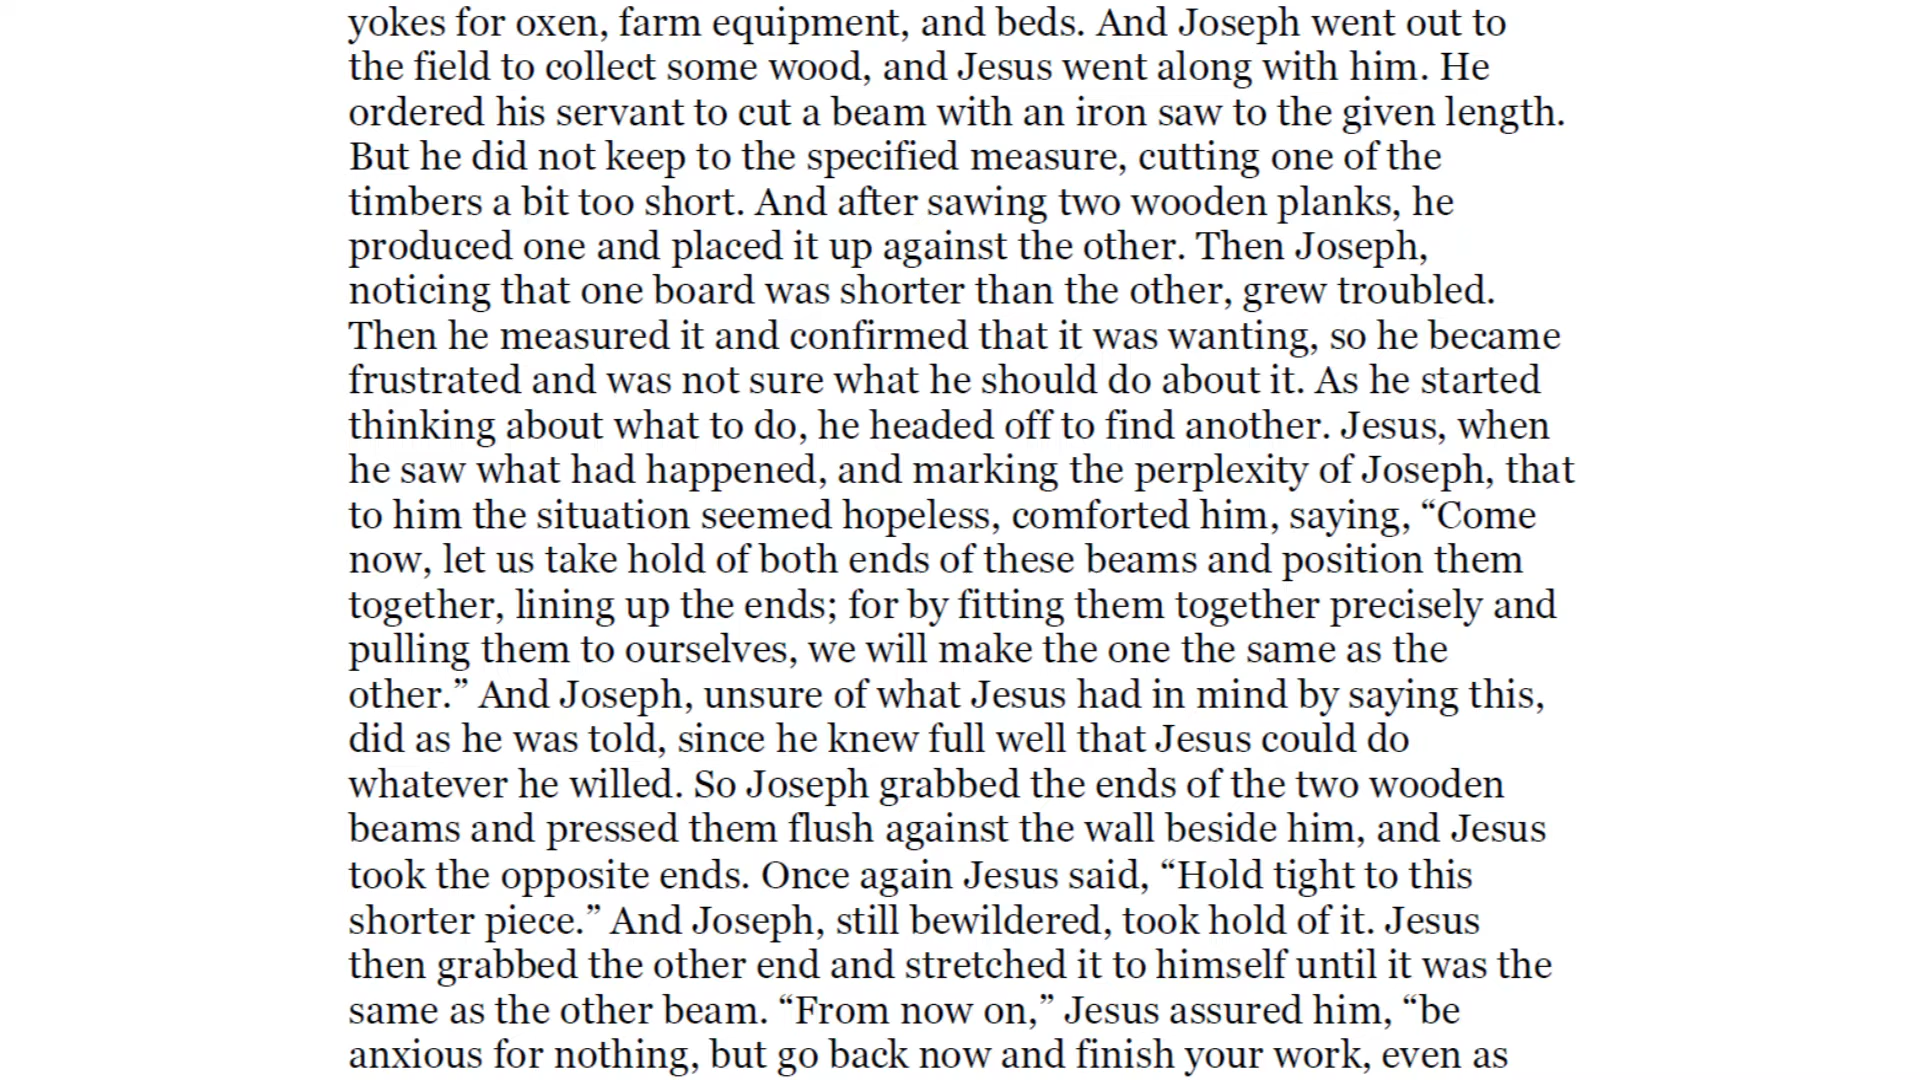 yokes for oxen, farm equipment, and beds. And Joseph went out to
the field to collect some wood, and Jesus went along with him. He
ordered his servant to cut a beam with an iron saw to the given length.
But he did not keep to the specified measure, cutting one of the
timbers a bit too short. And after sawing two wooden planks, he
produced one and placed it up against the other. Then Joseph,
noticing that one board was shorter than the other, grew troubled.
Then he measured it and confirmed that it was wanting, so he became
frustrated and was not sure what he should do about it. As he started
thinking about what to do, he headed off to find another. Jesus, when
he saw what had happened, and marking the perplexity of Joseph, that
to him the situation seemed hopeless, comforted him, saying, “Come
now, let us take hold of both ends of these beams and position them
together, lining up the ends; for by fitting them together precisely and
pulling them to ourselves, we will make the one the same as the
other.” And Joseph, unsure of what Jesus had in mind by saying this,
did as he was told, since he knew full well that Jesus could do
whatever he willed. So Joseph grabbed the ends of the two wooden
beams and pressed them flush against the wall beside him, and Jesus
took the opposite ends. Once again Jesus said, “Hold tight to this
shorter piece.” And Joseph, still bewildered, took hold of it. Jesus
then grabbed the other end and stretched it to himself until it was the
same as the other beam. “From now on,” Jesus assured him, “be
anxious for nothing, but go back now and finish your work, even as